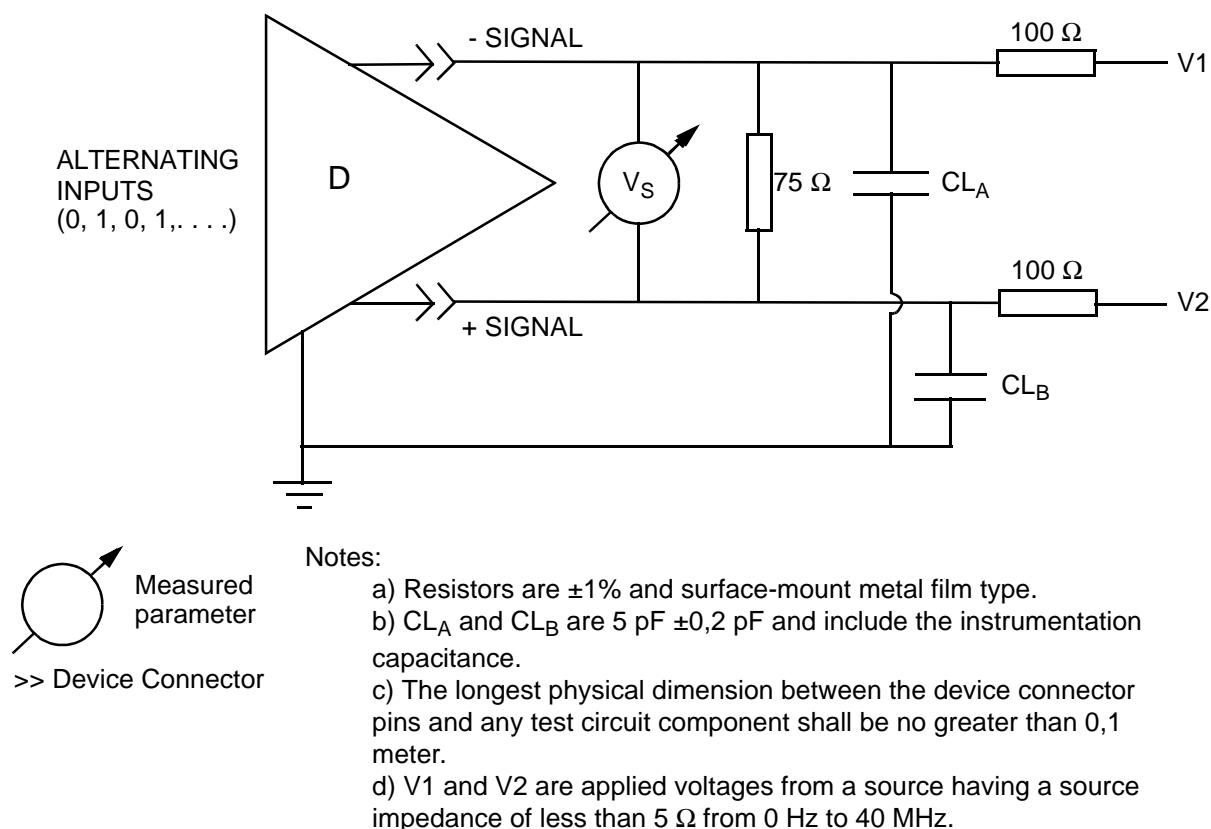 - SIGNAL
100 Ω
V1
ALTERNATING
INPUTS
(0, 1, 0, 1,. . . .)
D
VS
75 Ω
CLA
100 Ω
V2
+ SIGNAL
CLB
Measured
parameter
>> Device Connector
Notes:
a) Resistors are ±1% and surface-mount metal film type.
b) CLA and CLB are 5 pF ±0,2 pF and include the instrumentation
capacitance.
c) The longest physical dimension between the device connector
pins and any test circuit component shall be no greater than 0,1
meter.
d) V1 and V2 are applied voltages from a source having a source
impedance of less than 5 Ω from 0 Hz to 40 MHz.